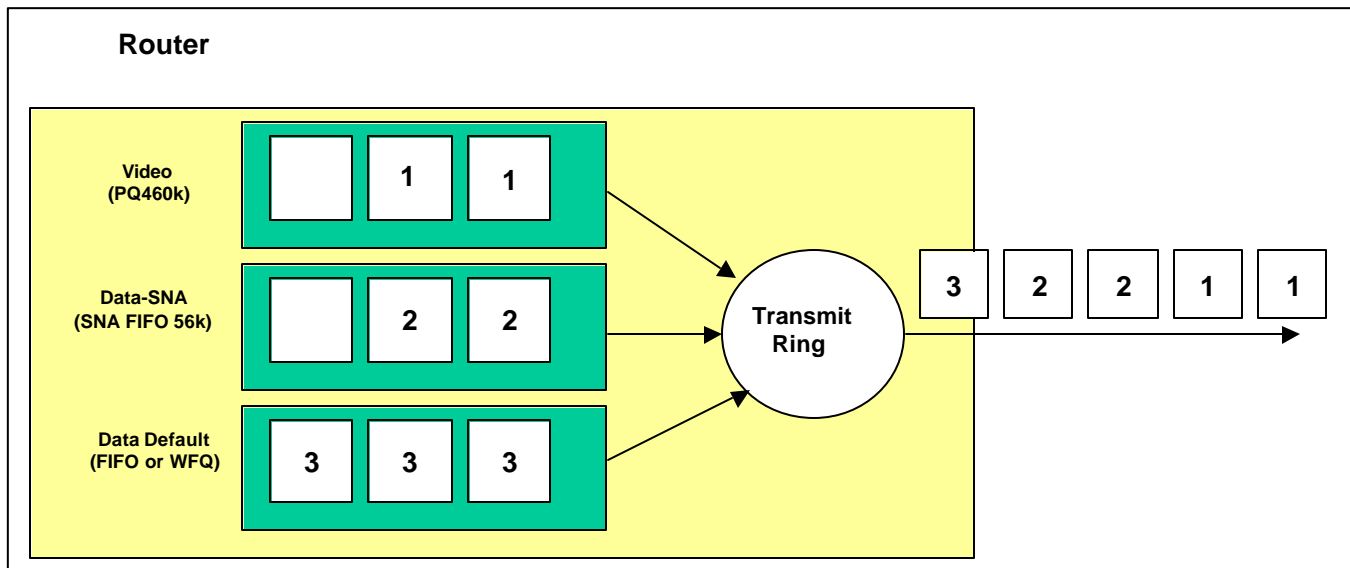 Router
Video
(PQ460k)
1 1
Data-SNA
(SNA FIFO 56k)
2 2
Data Default
(FIFO or WFQ)
3 3 3
Transmit
Ring
3 2 2 1 1